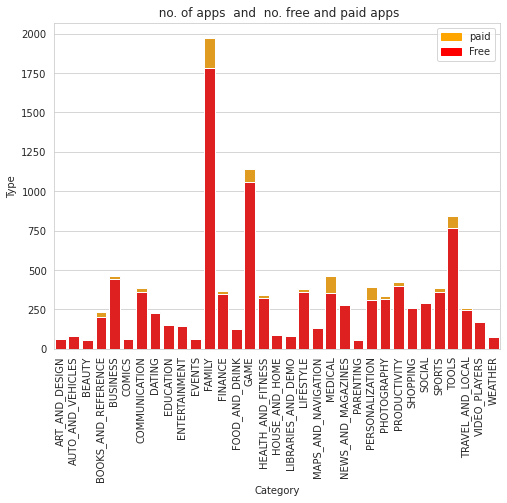 no. of apps  and  no. free and paid apps
paid
Free
2000
1750
1500
1250
1000
750
500
250
0
Type
ART_AND_DESIGN
AUTO_AND_VEHICLES
BEAUTY
BOOKS_AND_REFERENCE
BUSINESS
COMICS
COMMUNICATION
DATING
EDUCATION
ENTERTAINMENT
EVENTS
FAMILY
FINANCE
FOOD_AND_DRINK
GAME
HEALTH_AND_FITNESS
HOUSE_AND_HOME
LIBRARIES_AND_DEMO
LIFESTYLE
MAPS_AND_NAVIGATION
MEDICAL
NEWS_AND_MAGAZINES
PARENTING
PERSONALIZATION
PHOTOGRAPHY
PRODUCTIVITY
SHOPPING
SOCIAL
SPORTS
TOOLS
TRAVEL_AND_LOCAL
VIDEO_PLAYERS
WEATHER
Category